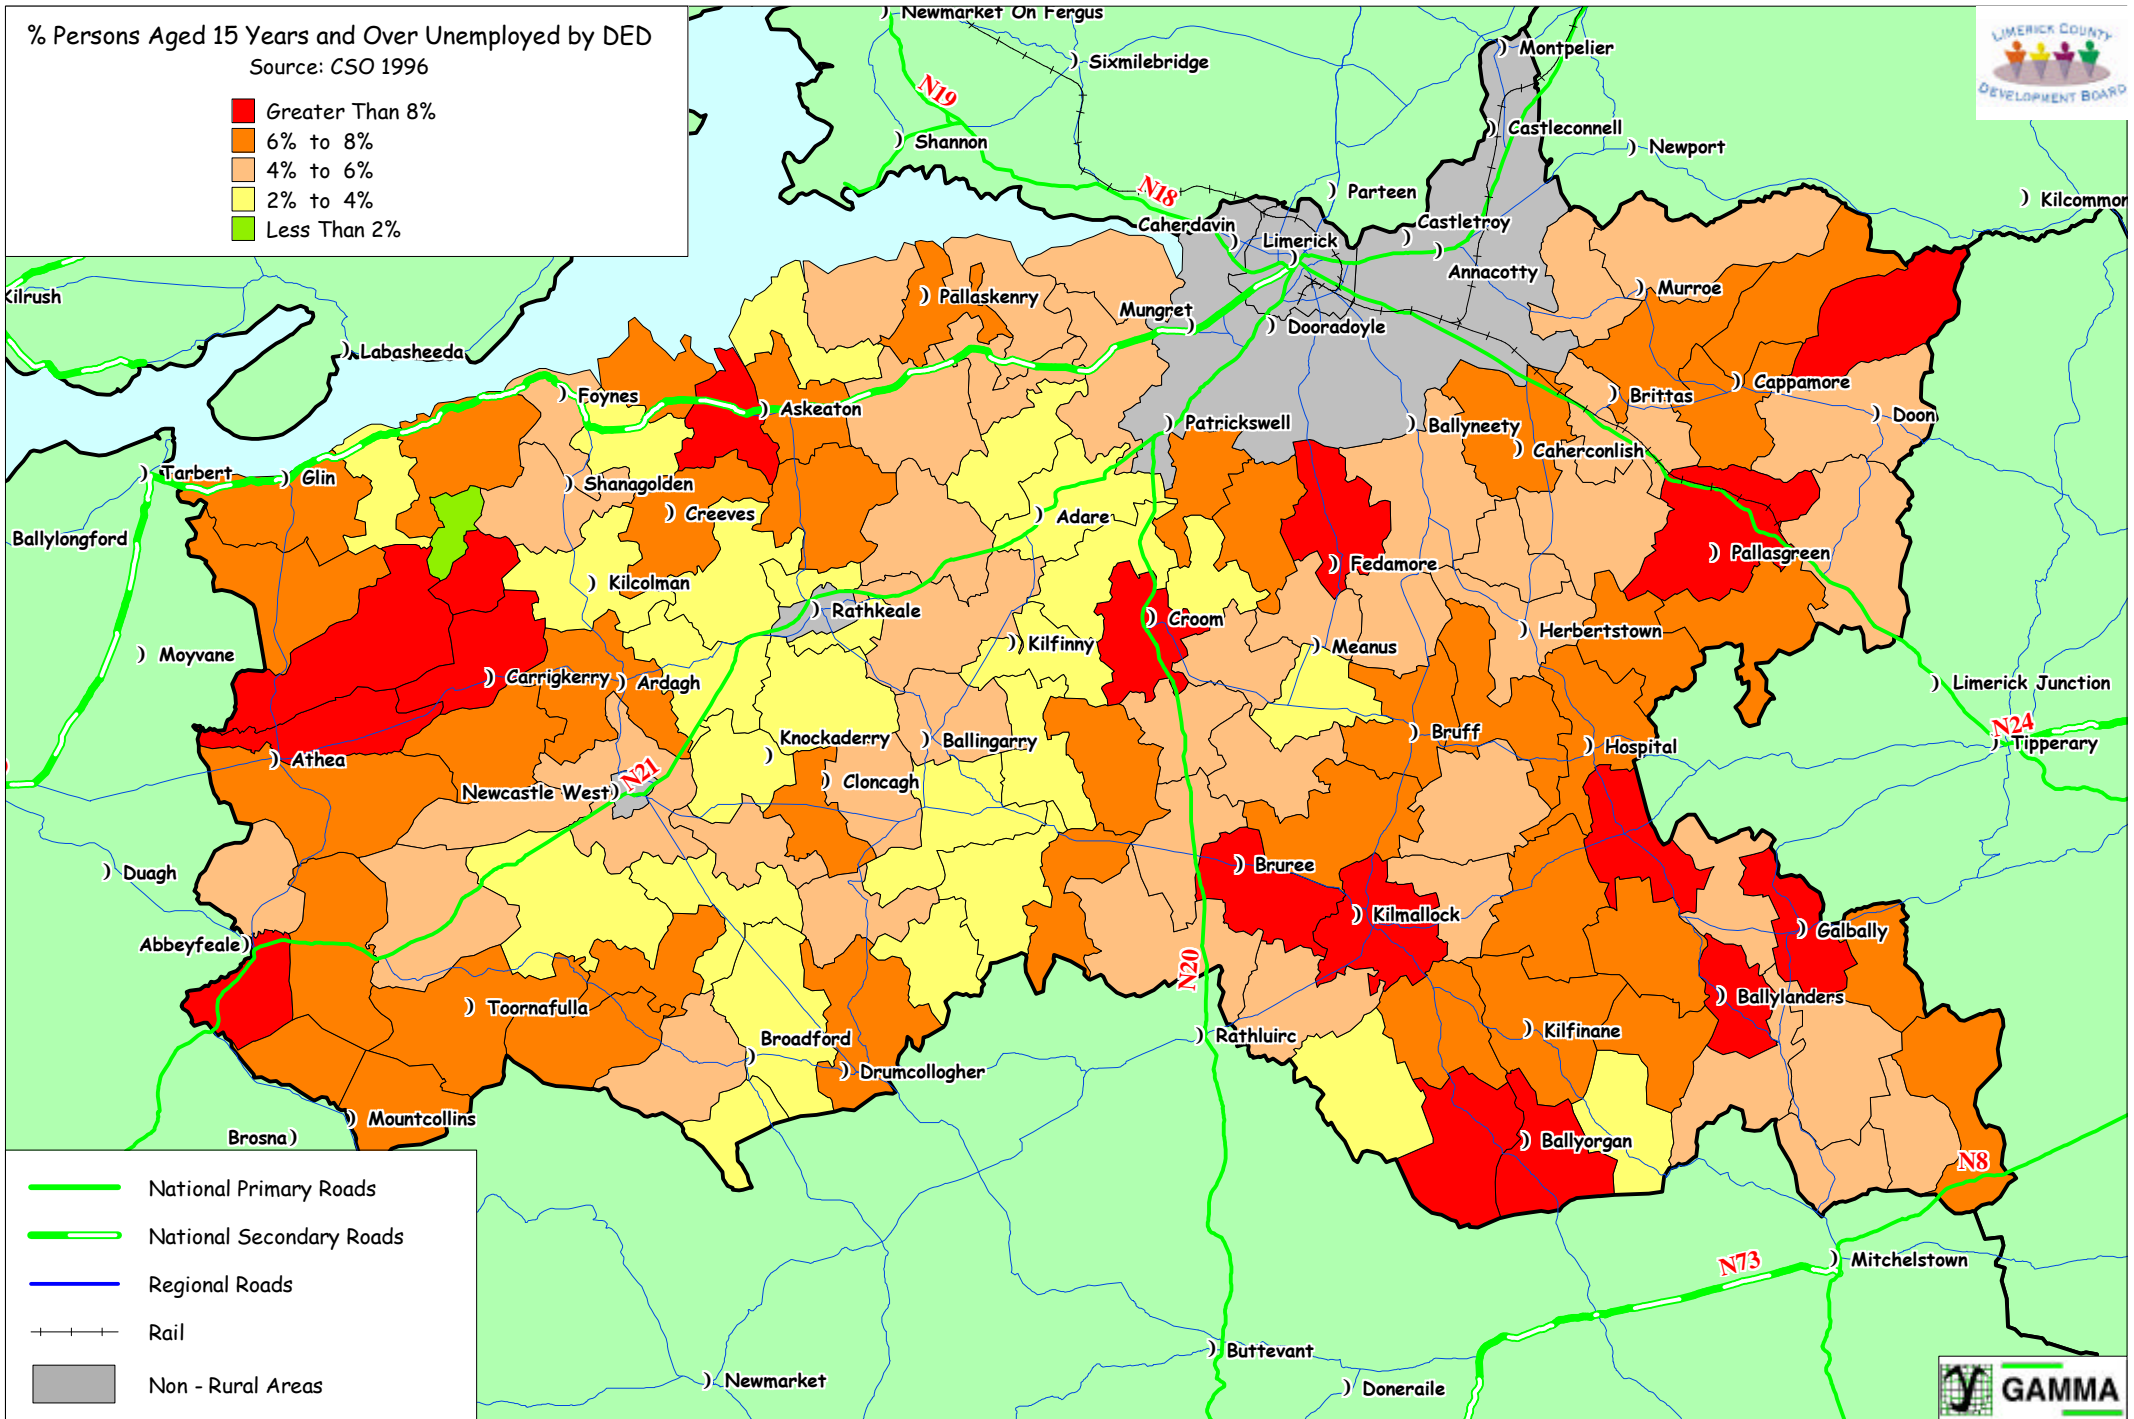 % Persons Aged 15 Years and Over Unemployed by DED
Source: CSO 1996
Greater Than 8%
6% to 8%
4% to 6%
2% to 4%
Less Than 2%
LIMERICK COUNTY
DEVELOPMENT BOARD
Newmarket On Fergus
Sixmilebridge
Montpelier
N19
Shannon
Castleconnell
Newport
N18
Parteen
Kilcommon
Caherdavin
Limerick
Castletroy
Annacotty
Kilrush
Pallaskenry
Mungret
Murroe
Dooradoyle
Labasheeda
Foynes
Askeaton
Patrickswell
Ballyneety
Brittas
Cappamore
Doon
Caherconlish
Tarbert
Glin
Shanagolden
Creeves
Adare
Ballylongford
Fedamore
Pallasgreen
Kilcolman
Rathkeale
Croom
Herbertstown
Kilfinny
Meanus
Moyvane
Carrigkerry
Ardagh
Limerick Junction
N24
Tipperary
Knockaderry
Ballingarry
Bruff
Hospital
Athea
N21
Cloncagh
Newcastle West
Duagh
Bruree
Kilmallock
Galbally
Abbeyfeale
N20
Ballylanders
Toornafulla
Broadford
Rathluirc
Kilfinane
Drumcollogher
Mountcollins
Brosna
Ballyorgan
N8
National Primary Roads
National Secondary Roads
Regional Roads
Rail
Non - Rural Areas
N73
Mitchelstown
Buttevant
Newmarket
Doneraile
GAMMA